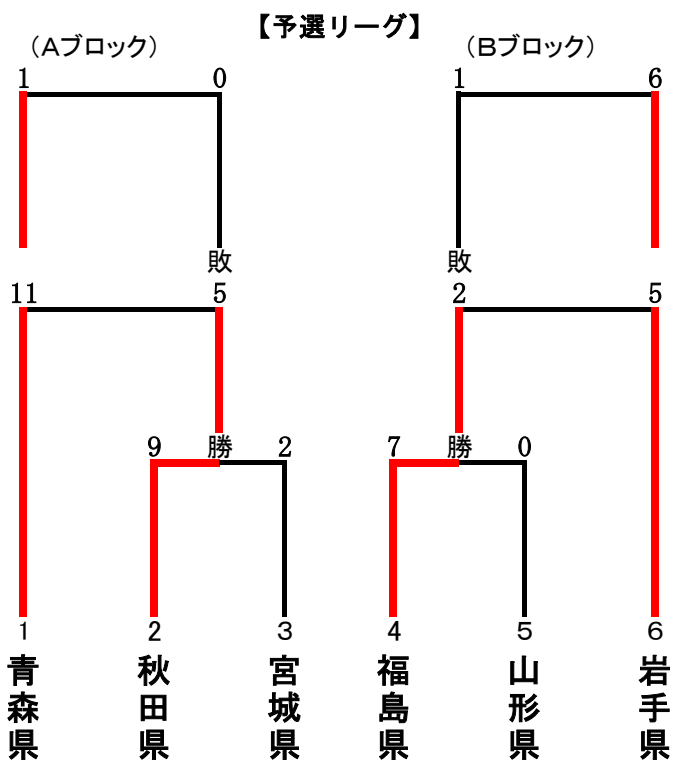 【予選リーグ】
（Aブロック）
（Bブロック）
1 0 1 6
敗 敗
11 5 2 5
9 勝 2 7 勝 0
1 2 3 4 5 6
青森県
秋田県
宮城県
福島県
山形県
岩手県